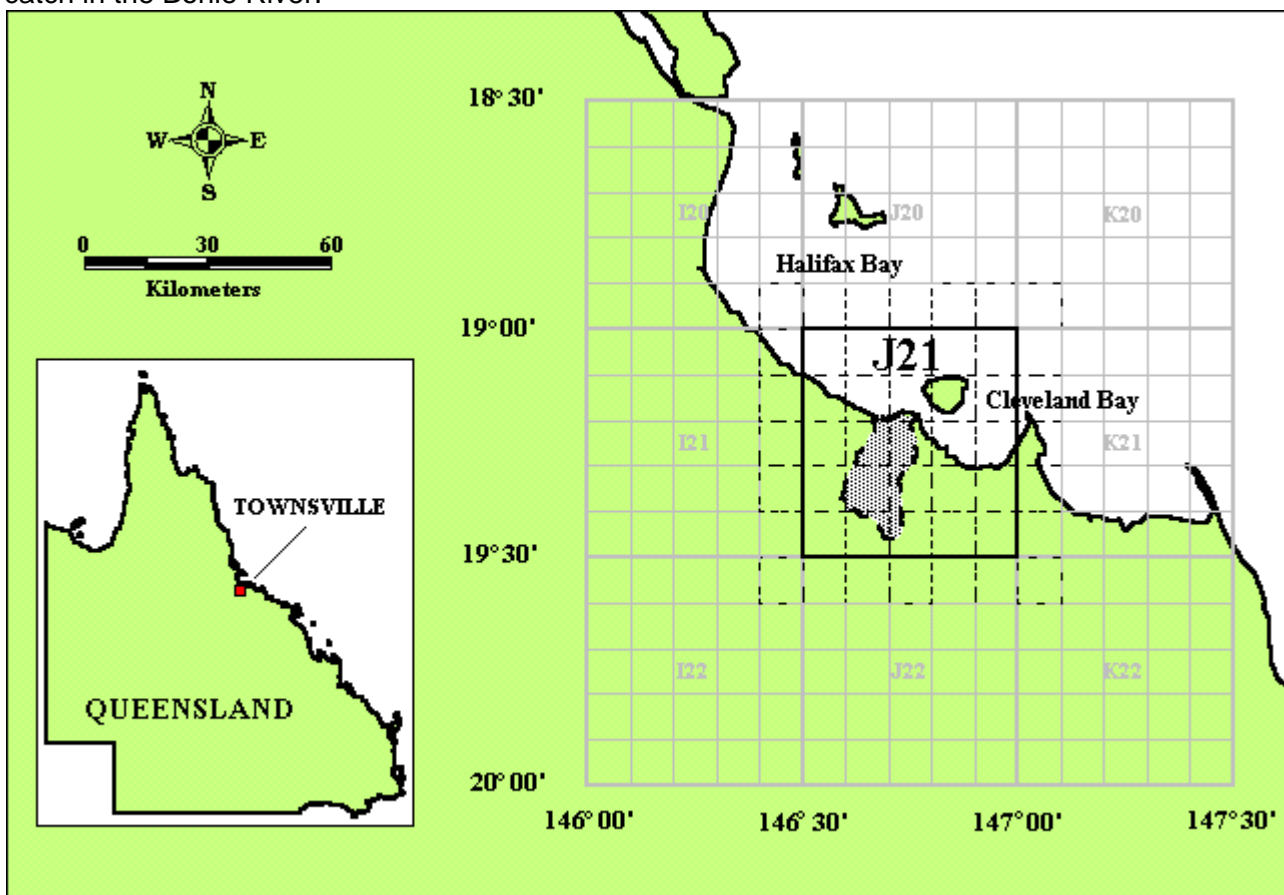 catch in the Bohle River.
N
W E
S
0 30 60
Kilometers
18°30'
19°00'
19°30'
20°00'
146°00' 146°30' 147°00' 147°30'
I20 J20 K20
Halifax Bay
J21
Cleveland Bay
I21 K21
I22 J22 K22
TOWNSVILLE
QUEENSLAND